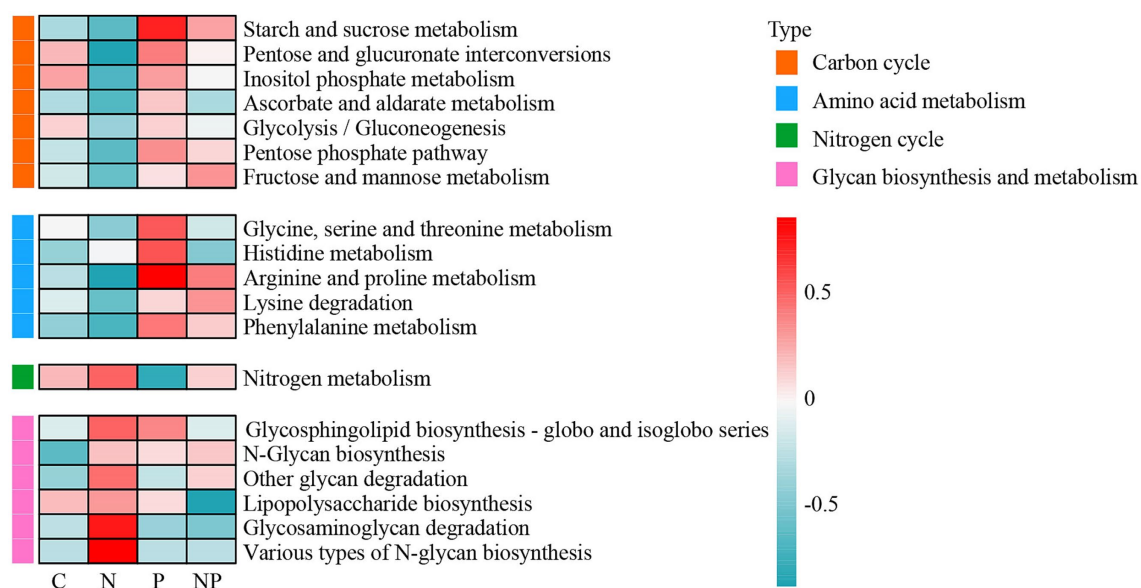 Starch and sucrose metabolism
Pentose and glucuronate interconversions
Inositol phosphate metabolism
Ascorbate and aldarate metabolism
Glycolysis / Gluconeogenesis
Pentose phosphate pathway
Fructose and mannose metabolism
Glycine, serine and threonine metabolism
Histidine metabolism
Arginine and proline metabolism
Lysine degradation
Phenylalanine metabolism
Nitrogen metabolism
Glycosphingolipid biosynthesis - globo and isoglobo series
N-Glycan biosynthesis
Other glycan degradation
Lipopolysaccharide biosynthesis
Glycosaminoglycan degradation
Various types of N-glycan biosynthesis
C N P NP
Type
Carbon cycle
Amino acid metabolism
Nitrogen cycle
Glycan biosynthesis and metabolism
0.5
0
-0.5